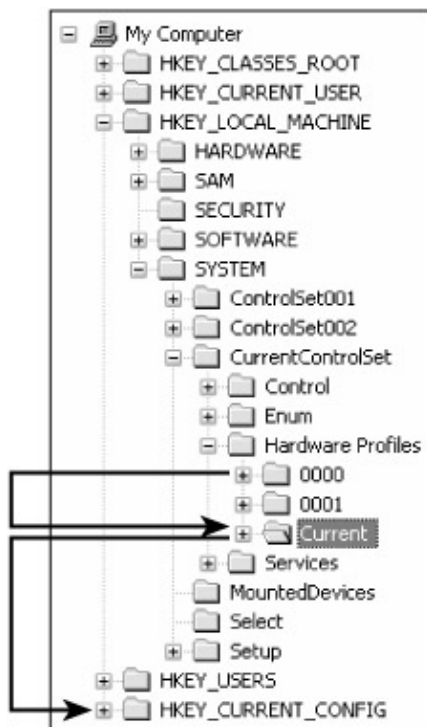 My Computer
HKEY_CLASSES_ROOT
HKEY_CURRENT_USER
HKEY_LOCAL_MACHINE
HARDWARE
SAM
SECURITY
SOFTWARE
SYSTEM
ControlSet001
ControlSet002
CurrentControlSet
Control
Enum
Hardware Profiles
0000
0001
Current
Services
MountedDevices
Select
Setup
HKEY_USERS
HKEY_CURRENT_CONFIG